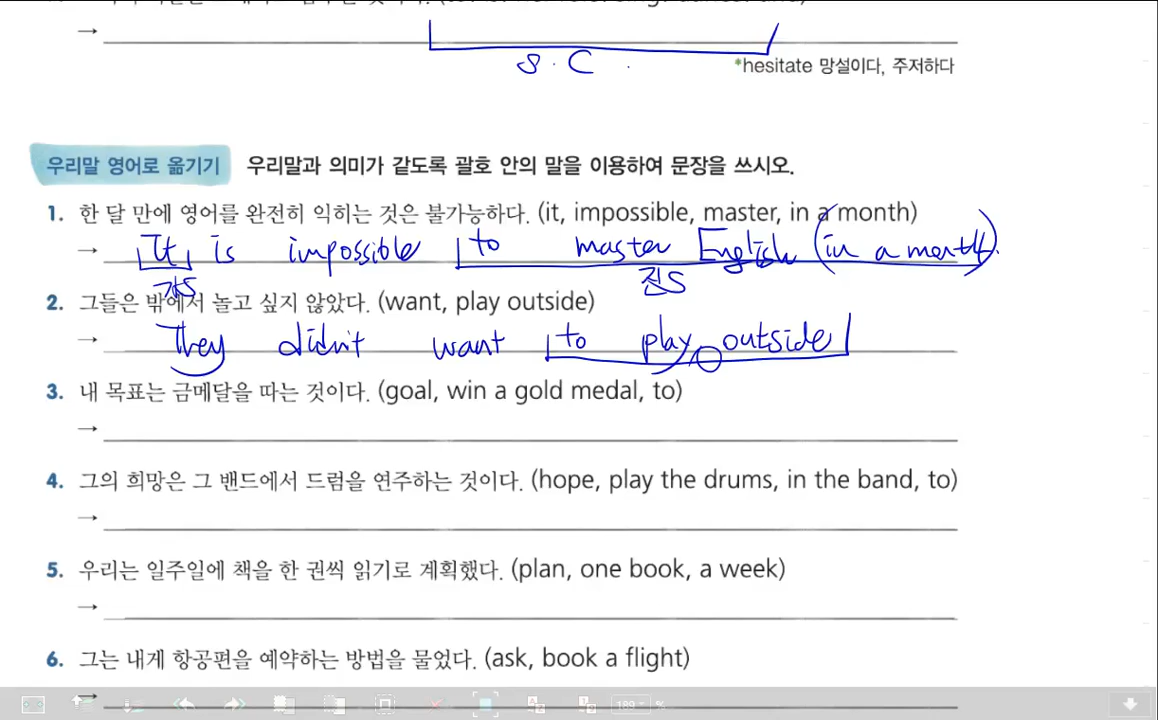 →
S.C
*hesitate 망설이다, 주저하다
우리말 영어로 옮기기 우리말과 의미가 같도록 괄호 안의 말을 이용하여 문장을 쓰시오.
1. 한 달 만에 영어를 완전히 익히는 것은 불가능하다. (it, impossible, master, in a month)
→ It is impossible to master English (in a month).
가S 진S
2. 그들은 밖에서 놀고 싶지 않았다. (want, play outside)
→ They didn't want to play outside
3. 내 목표는 금메달을 따는 것이다. (goal, win a gold medal, to)
→
4. 그의 희망은 그 밴드에서 드럼을 연주하는 것이다. (hope, play the drums, in the band, to)
→
5. 우리는 일주일에 책을 한 권씩 읽기로 계획했다. (plan, one book, a week)
→
6. 그는 내게 항공편을 예약하는 방법을 물었다. (ask, book a flight)
→
189 %